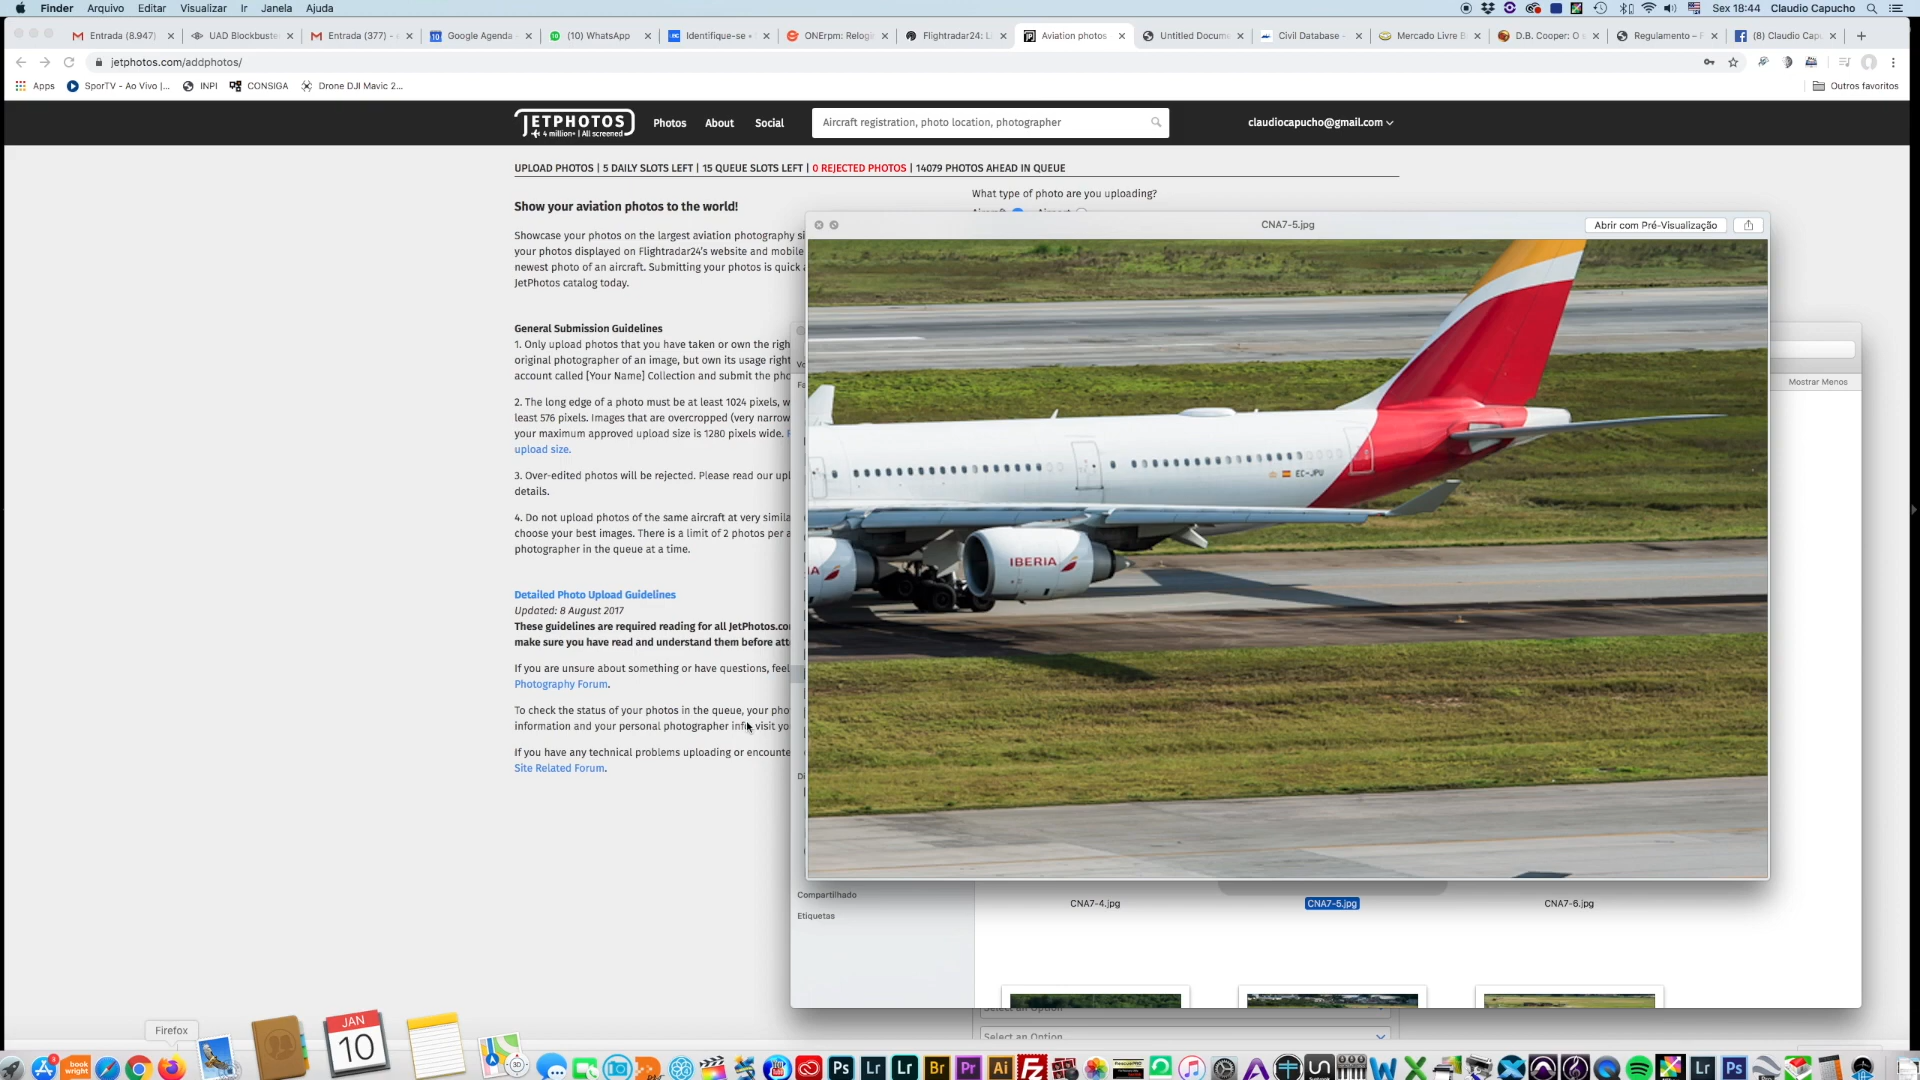 Finder Arquivo Editar Visualizar Ir Janela Ajuda
Sex 18:44 Claudio Capucho
Entrada (8.947)
UAD Blockbuste
Entrada (377) -
Google Agenda
(10) WhatsApp
Identifique-se •
ONErpm: Relogi
Flightradar24: L
Aviation photos
Untitled Docum
Civil Database -
Mercado Livre B
D.B. Cooper: O s
Regulamento – F
(8) Claudio Cap
jetphotos.com/addphotos/
Apps SporTV - Ao Vivo |... INPI CONSIGA Drone DJI Mavic 2... Outros favoritos
JETPHOTOS
4 million+ | All screened
Photos About Social
Aircraft registration, photo location, photographer
claudiocapucho@gmail.com
UPLOAD PHOTOS | 5 DAILY SLOTS LEFT | 15 QUEUE SLOTS LEFT | 0 REJECTED PHOTOS | 14079 PHOTOS AHEAD IN QUEUE
What type of photo are you uploading?
Show your aviation photos to the world!
Showcase your photos on the largest aviation photography si
your photos displayed on Flightradar24's website and mobile
newest photo of an aircraft. Submitting your photos is quick
JetPhotos catalog today.
General Submission Guidelines
1. Only upload photos that you have taken or own the righ
original photographer of an image, but own its usage right
account called [Your Name] Collection and submit the pho
2. The long edge of a photo must be at least 1024 pixels, w
least 576 pixels. Images that are overcropped (very narrow
your maximum approved upload size is 1280 pixels wide.
upload size.
3. Over-edited photos will be rejected. Please read our upl
details.
4. Do not upload photos of the same aircraft at very simila
choose your best images. There is a limit of 2 photos per a
photographer in the queue at a time.
Detailed Photo Upload Guidelines
Updated: 8 August 2017
These guidelines are required reading for all JetPhotos.co
make sure you have read and understand them before att
If you are unsure about something or have questions, feel
Photography Forum.
To check the status of your photos in the queue, your pho
information and your personal photographer info visit yo
If you have any technical problems uploading or encounte
Site Related Forum.
CNA7-5.jpg
Abrir com Pré-Visualização
EC-JPU
IBERIA
Mostrar Menos
Compartilhado
Etiquetas
CNA7-4.jpg CNA7-5.jpg CNA7-6.jpg
Select an Option
Firefox
JAN
10
book
wright
Ps Lr Lr Br Pr Ai
Lr Ps